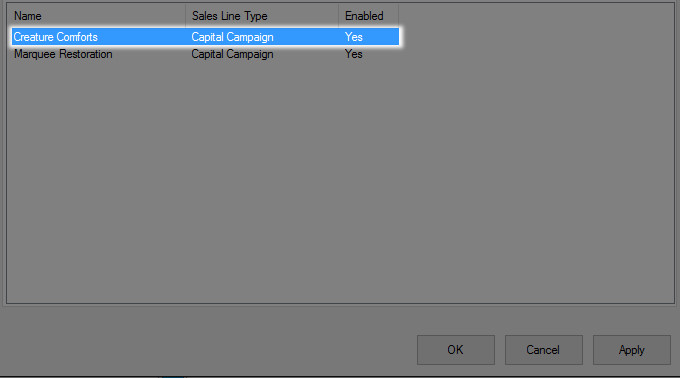 Name Sales Line Type Enabled
Creature Comforts Capital Campaign Yes
Marquee Restoration Capital Campaign Yes
OK Cancel Apply